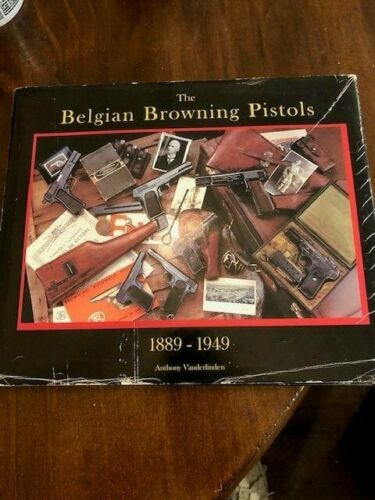 The
Belgian Browning Pistols
1889 - 1949
Anthony Vanderlinden